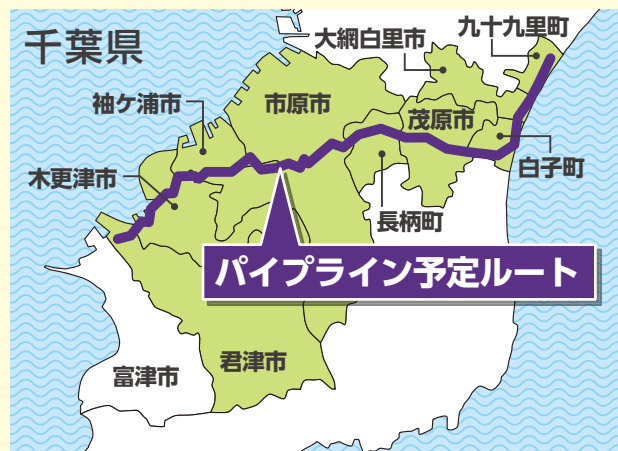 千葉県
九十九里町
大網白里市
袖ケ浦市
市原市
茂原市
木更津市
白子町
長柄町
パイプライン予定ルート
富津市
君津市